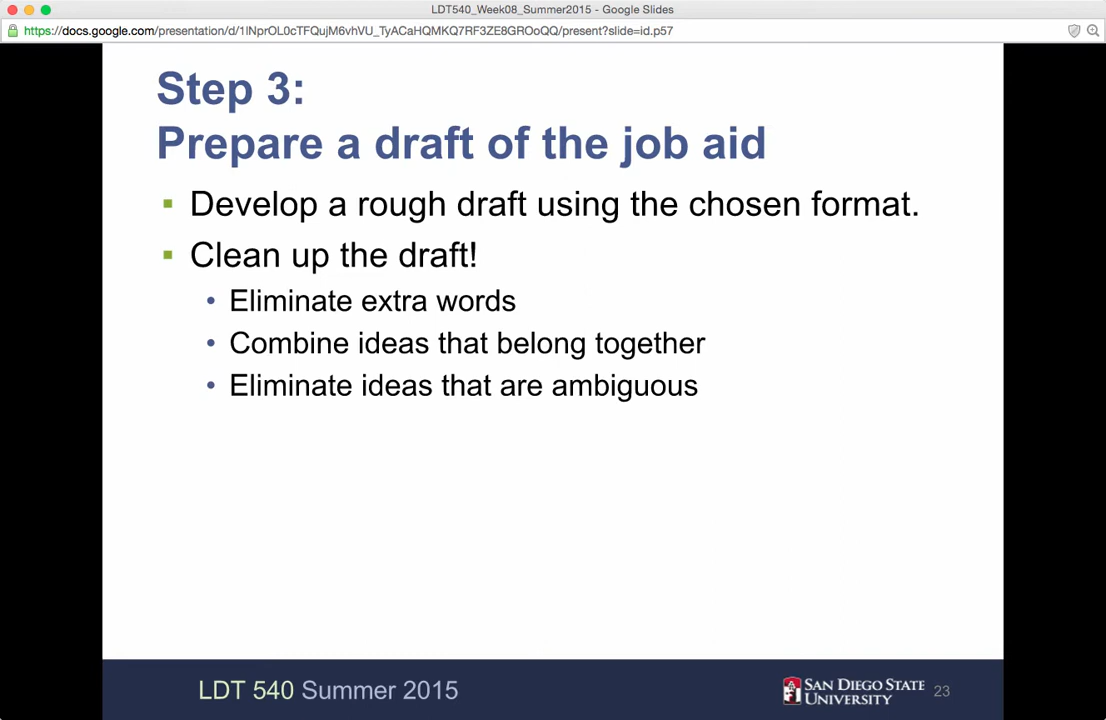 LDT540_Week08_Summer2015 - Google Slides
https://docs.google.com/presentation/d/1lNprOL0cTFQujM6vhVU_TyACaHQMKQ7RF3ZE8GROoQQ/present?slide=id.p57
Step 3:
Prepare a draft of the job aid
Develop a rough draft using the chosen format.
Clean up the draft!
Eliminate extra words
Combine ideas that belong together
Eliminate ideas that are ambiguous
LDT 540 Summer 2015
SAN DIEGO STATE
UNIVERSITY
23